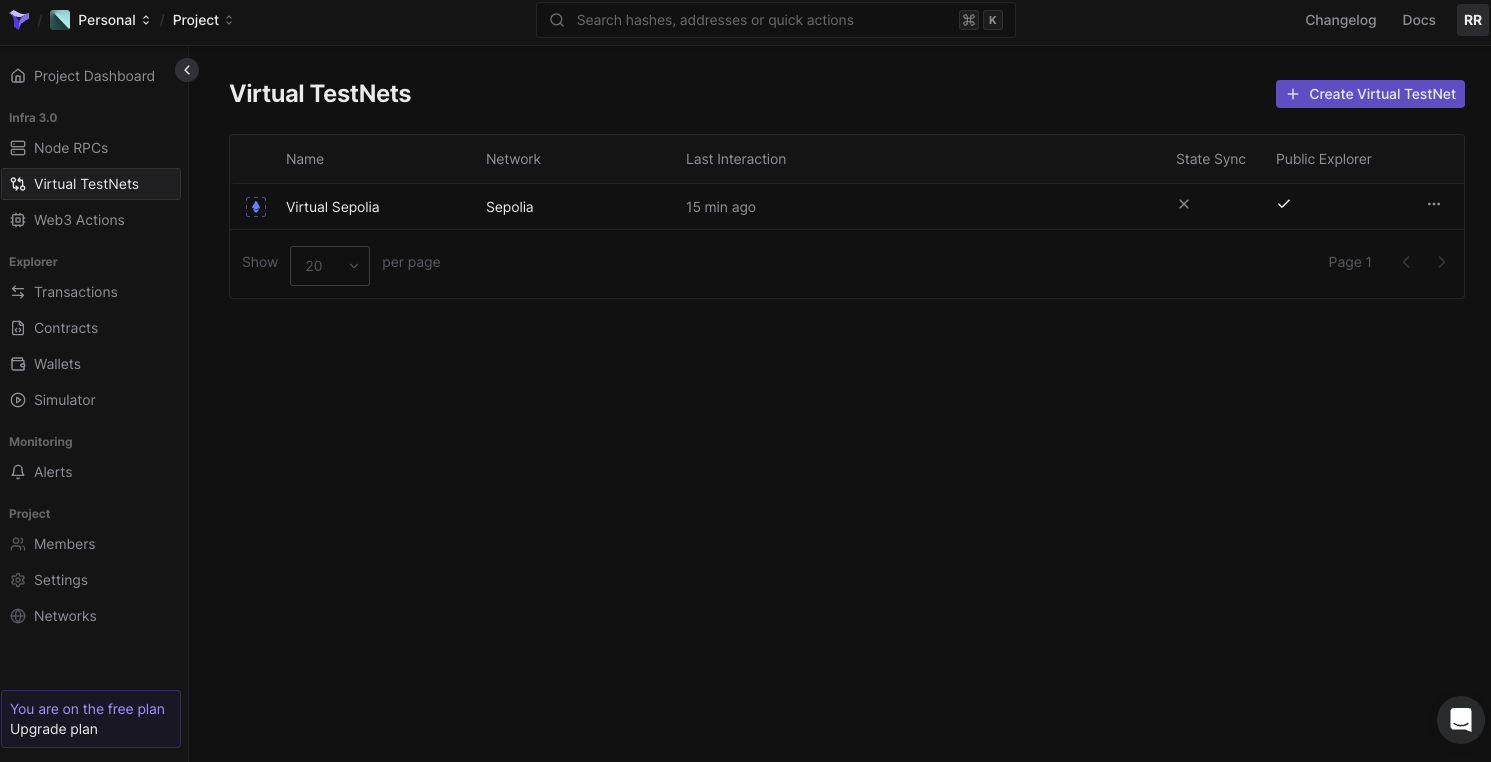 / Personal / Project
Search hashes, addresses or quick actions ⌘ K
Changelog Docs RR
Project Dashboard
Infra 3.0
Node RPCs
Virtual TestNets
Web3 Actions
Explorer
Transactions
Contracts
Wallets
Simulator
Monitoring
Alerts
Project
Members
Settings
Networks
You are on the free plan
Upgrade plan
Virtual TestNets
+ Create Virtual TestNet
Name Network Last Interaction State Sync Public Explorer
Virtual Sepolia Sepolia 15 min ago
Show 20 per page
Page 1